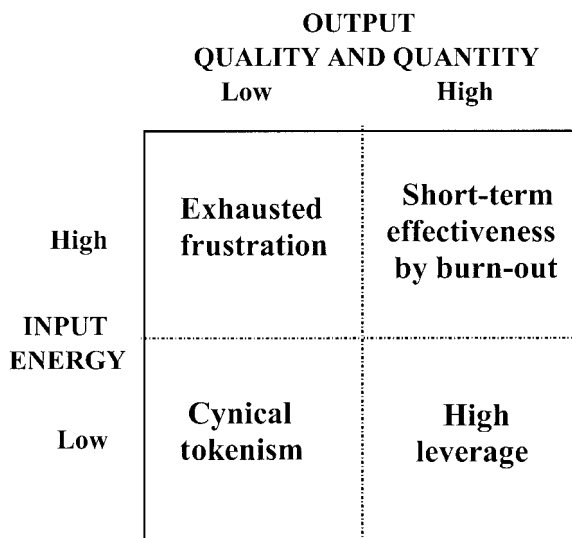 OUTPUT
QUALITY AND QUANTITY
Low High
Exhausted
frustration
Short-term
effectiveness
by burn-out
High
INPUT
ENERGY
Cynical
tokenism
High
leverage
Low